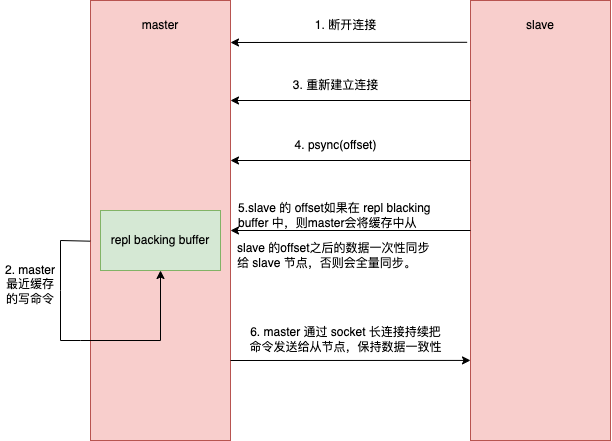 master
slave
1. 断开连接
3. 重新建立连接
4. psync(offset)
5.slave 的 offset如果在 repl blacking
buffer 中，则master会将缓存中从
slave 的offset之后的数据一次性同步
给 slave 节点，否则会全量同步。
repl backing buffer
2. master
最近缓存
的写命令
6. master 通过 socket 长连接持续把
命令发送给从节点，保持数据一致性